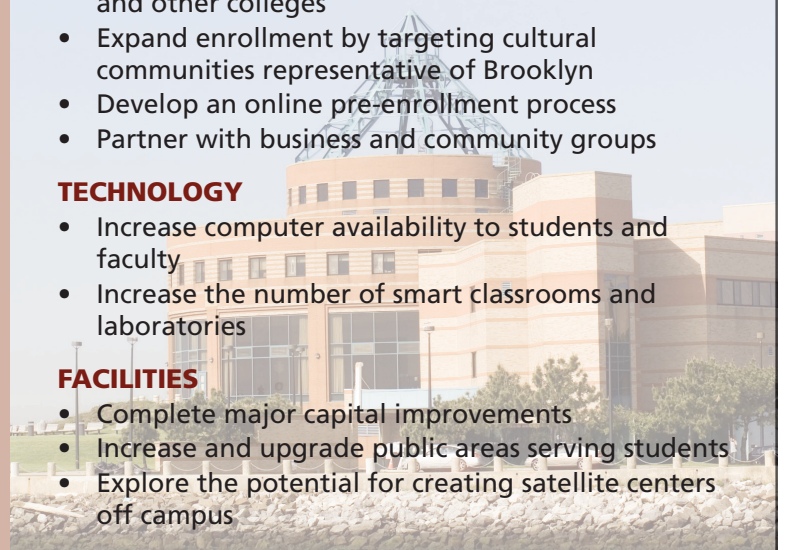 and other colleges
• Expand enrollment by targeting cultural
communities representative of Brooklyn
• Develop an online pre-enrollment process
• Partner with business and community groups
TECHNOLOGY
• Increase computer availability to students and
faculty
• Increase the number of smart classrooms and
laboratories
FACILITIES
• Complete major capital improvements
• Increase and upgrade public areas serving students
• Explore the potential for creating satellite centers
off campus